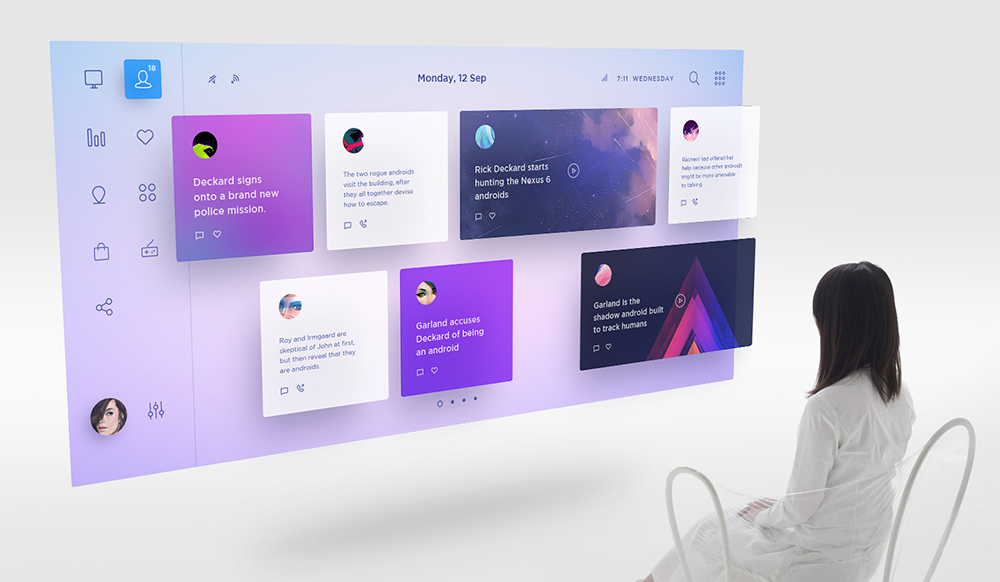 18
Monday, 12 Sep
7:11 WEDNESDAY
Deckard signs
onto a brand new
police mission.
The two rogue androids
visit the building, after
they all together devise
how to escape.
Rick Deckard starts
hunting the Nexus 6
androids
Rachael had offered her
help because other androids
might be more amenable
to talking.
Roy and Irmgaard are
skeptical of John at first,
but then reveal that they
are androids.
Garland accuses
Deckard of being
an android
Garland is the
shadow android built
to track humans